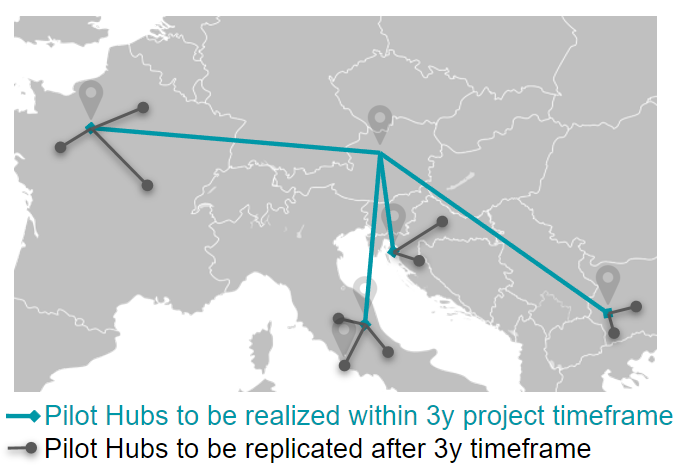 Pilot Hubs to be realized within 3y project timeframe
Pilot Hubs to be replicated after 3y timeframe